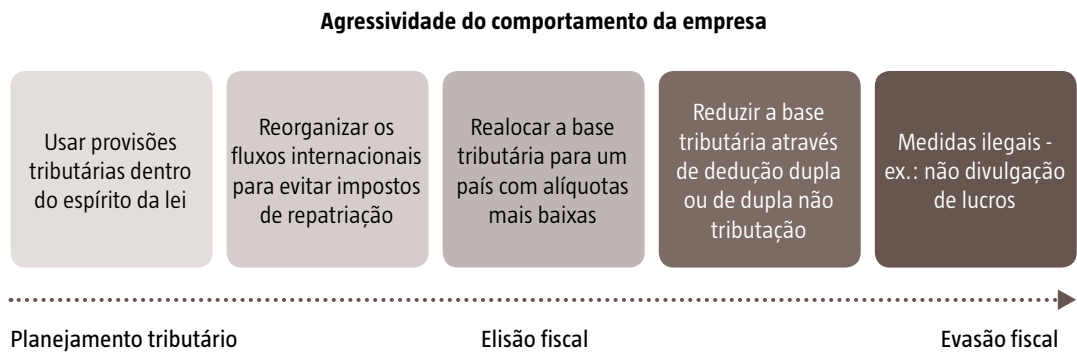 Agressividade do comportamento da empresa
Usar provisões
tributárias dentro
do espírito da lei
Reorganizar os
fluxos internacionais
para evitar impostos
de repatriação
Realocar a base
tributária para um
país com alíquotas
mais baixas
Reduzir a base
tributária através
de dedução dupla
ou de dupla não
tributação
Medidas ilegais -
ex.: não divulgação
de lucros
Planejamento tributário
Elisão fiscal
Evasão fiscal